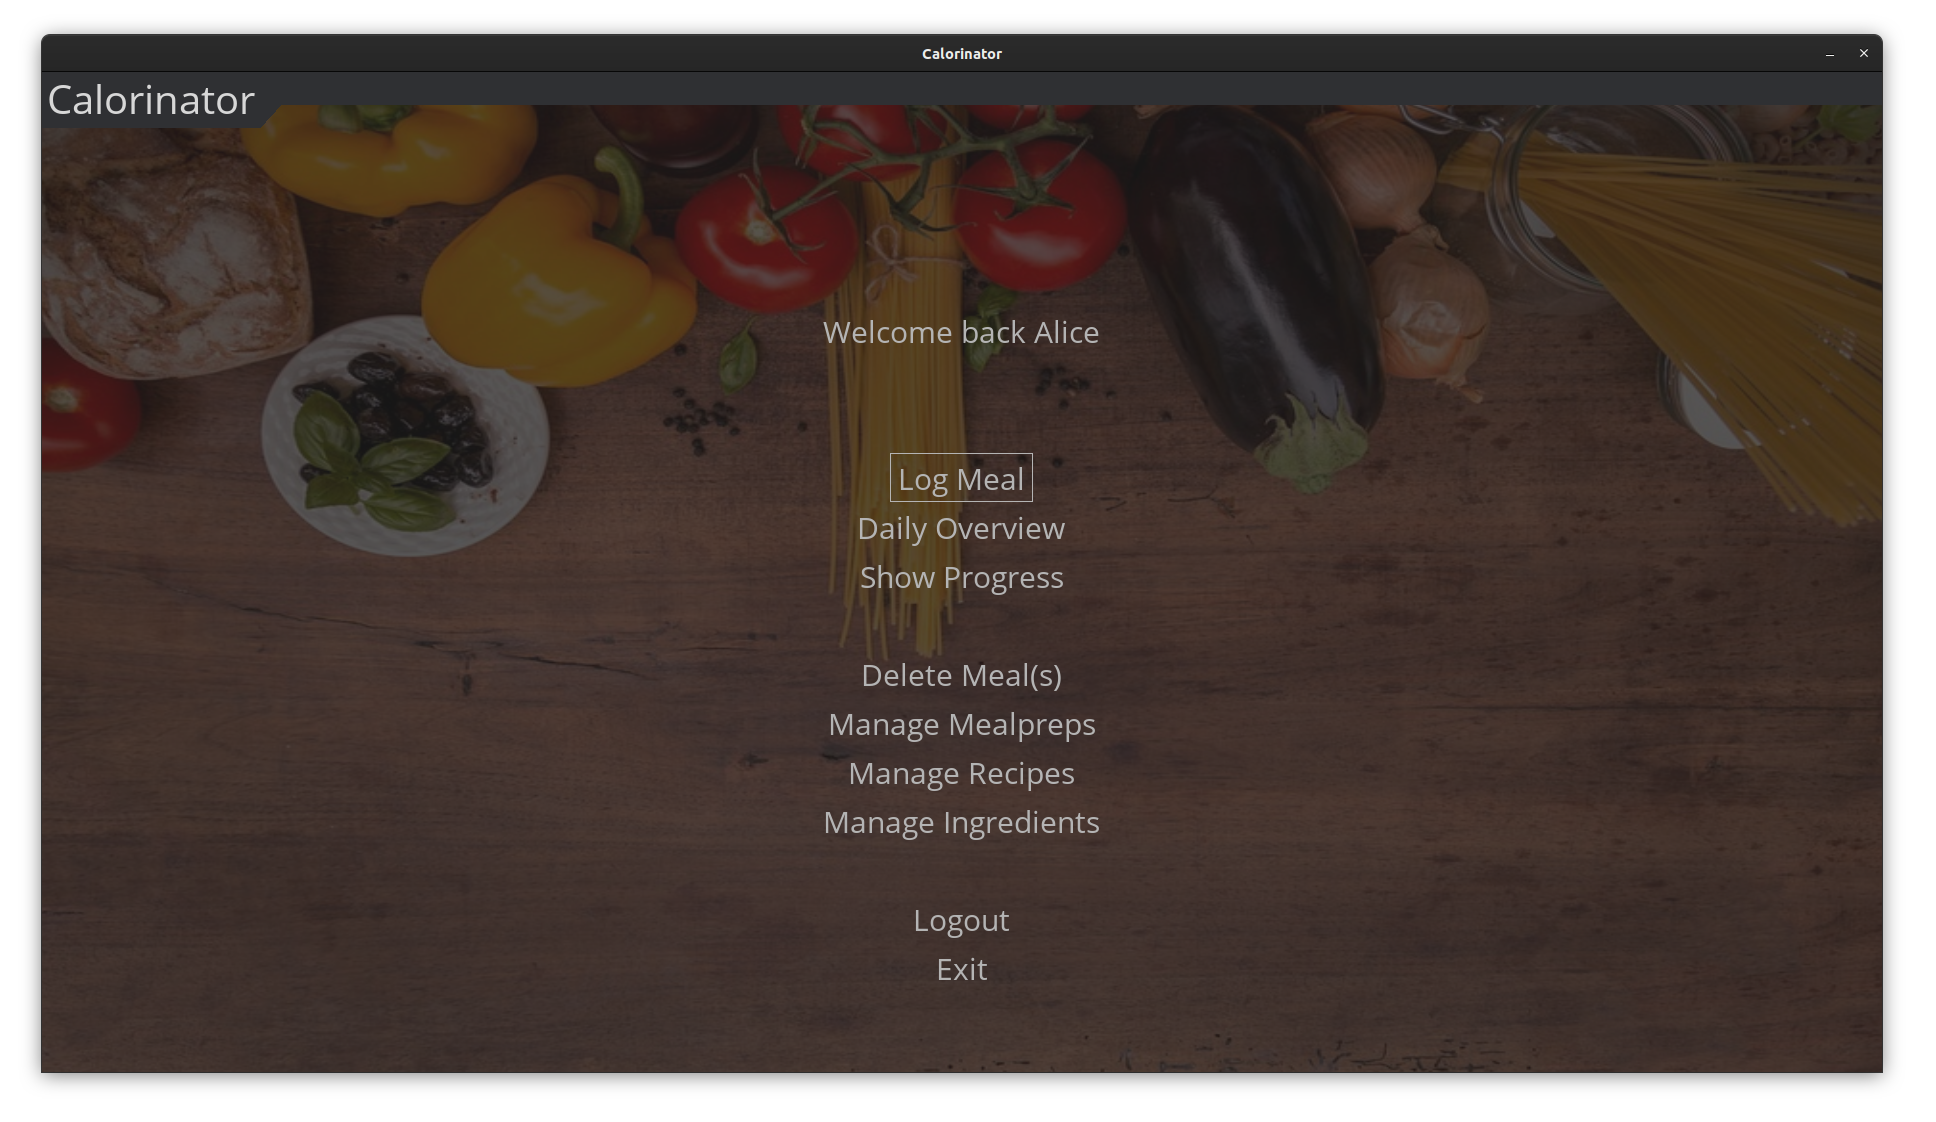 Calorinator
Calorinator
Welcome back Alice
Log Meal
Daily Overview
Show Progress
Delete Meal(s)
Manage Mealpreps
Manage Recipes
Manage Ingredients
Logout
Exit